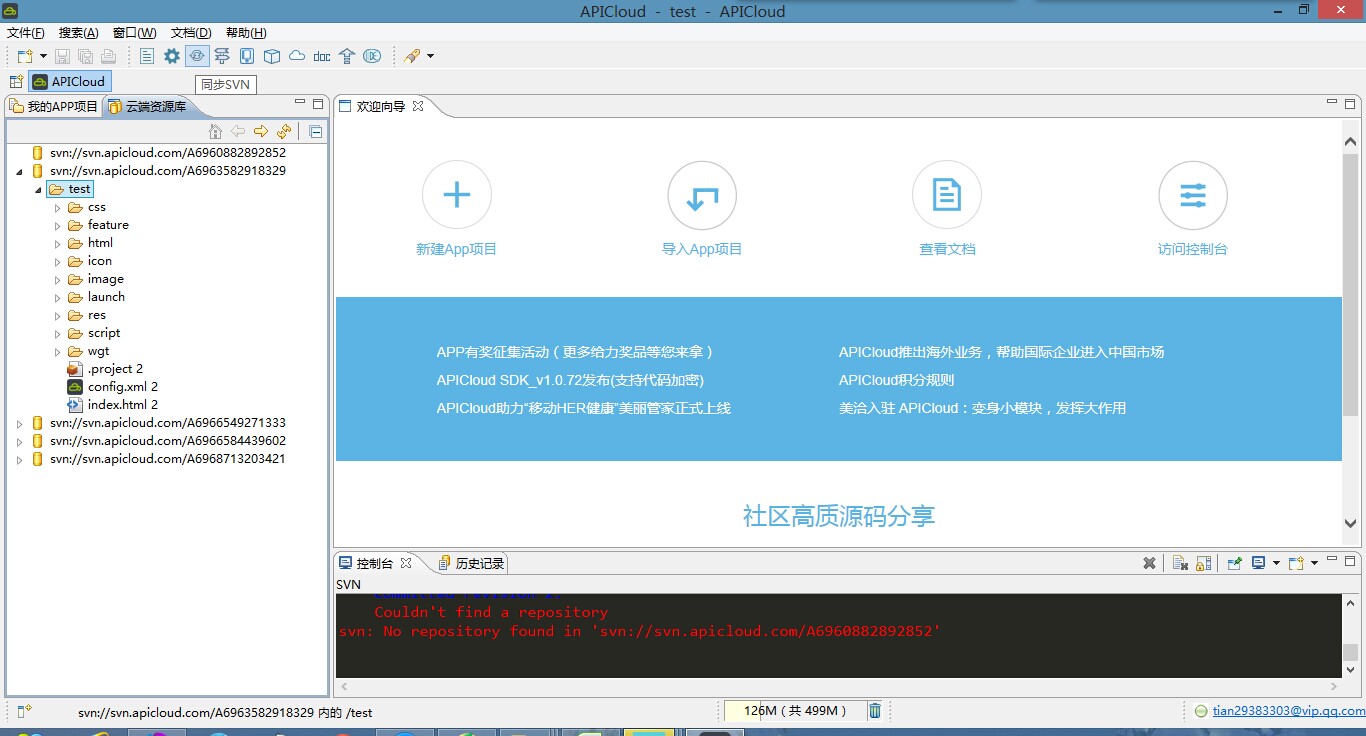 APICloud - test - APICloud
文件(F) 搜索(A) 窗口(W) 文档(D) 帮助(H)
doc
APICloud
同步SVN
我的APP项目 云端资源库
svn://svn.apicloud.com/A6960882892852
svn://svn.apicloud.com/A6963582918329
test
css
feature
html
icon
image
launch
res
script
wgt
.project 2
config.xml 2
index.html 2
svn://svn.apicloud.com/A6966549271333
svn://svn.apicloud.com/A6966584439602
svn://svn.apicloud.com/A6968713203421
欢迎向导
新建App项目 导入App项目 查看文档 访问控制台
APP有奖征集活动（更多给力奖品等您来拿）
APICloud SDK_v1.0.72发布(支持代码加密)
APICloud助力“移动HER健康”美丽管家正式上线
APICloud推出海外业务，帮助国际企业进入中国市场
APICloud积分规则
美洽入驻 APICloud：变身小模块，发挥大作用
社区高质源码分享
控制台 历史记录
SVN
Committed revision 2.
Couldn't find a repository
svn: No repository found in 'svn://svn.apicloud.com/A6960882892852'
svn://svn.apicloud.com/A6963582918329 内的 /test
126M（共 499M）
tian29383303@vip.qq.com